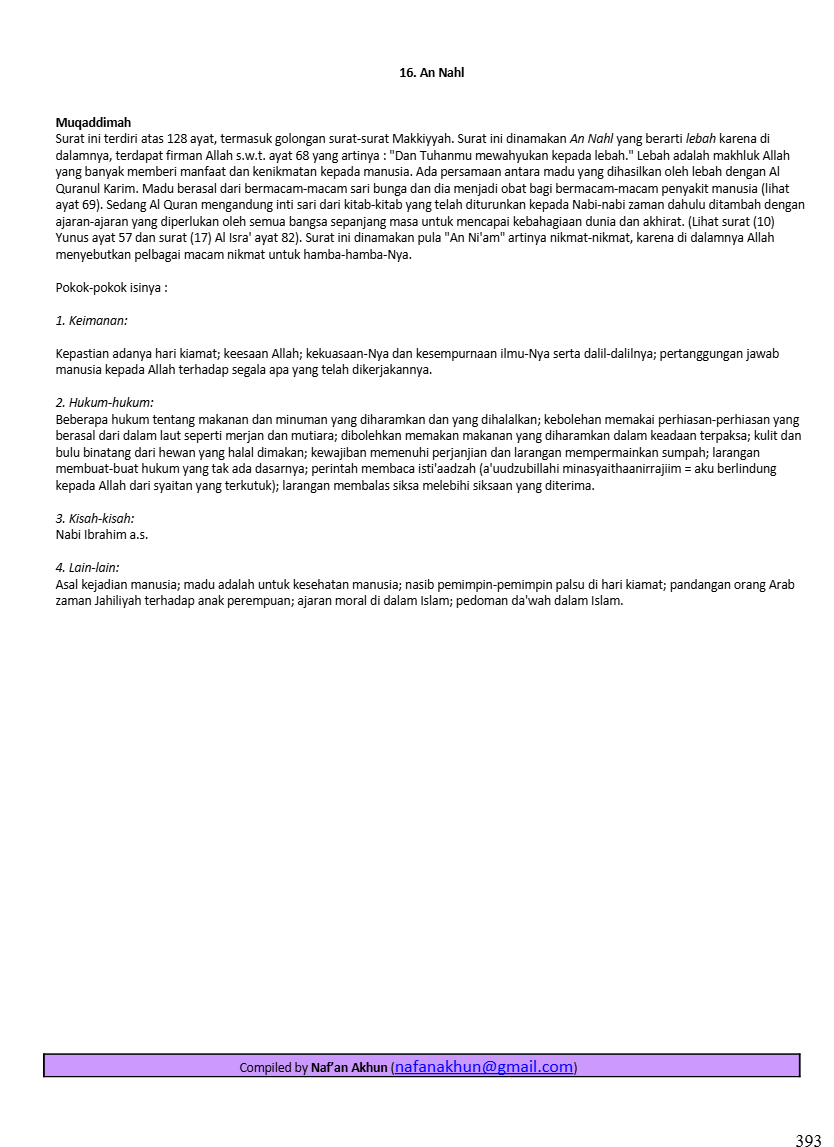 16. An Nahl
Muqaddimah
Surat ini terdiri atas 128 ayat, termasuk golongan surat-surat Makkiyyah. Surat ini dinamakan An Nahl yang berarti lebah karena di
dalamnya, terdapat firman Allah s.w.t. ayat 68 yang artinya : "Dan Tuhanmu mewahyukan kepada lebah." Lebah adalah makhluk Allah
yang banyak memberi manfaat dan kenikmatan kepada manusia. Ada persamaan antara madu yang dihasilkan oleh lebah dengan Al
Quranul Karim. Madu berasal dari bermacam-macam sari bunga dan dia menjadi obat bagi bermacam-macam penyakit manusia (lihat
ayat 69). Sedang Al Quran mengandung inti sari dari kitab-kitab yang telah diturunkan kepada Nabi-nabi zaman dahulu ditambah dengan
ajaran-ajaran yang diperlukan oleh semua bangsa sepanjang masa untuk mencapai kebahagiaan dunia dan akhirat. (Lihat surat (10)
Yunus ayat 57 dan surat (17) Al Isra' ayat 82). Surat ini dinamakan pula "An Ni'am" artinya nikmat-nikmat, karena di dalamnya Allah
menyebutkan pelbagai macam nikmat untuk hamba-hamba-Nya.
Pokok-pokok isinya :
1. Keimanan:
Kepastian adanya hari kiamat; keesaan Allah; kekuasaan-Nya dan kesempurnaan ilmu-Nya serta dalil-dalilnya; pertanggungan jawab
manusia kepada Allah terhadap segala apa yang telah dikerjakannya.
2. Hukum-hukum:
Beberapa hukum tentang makanan dan minuman yang diharamkan dan yang dihalalkan; kebolehan memakai perhiasan-perhiasan yang
berasal dari dalam laut seperti merjan dan mutiara; dibolehkan memakan makanan yang diharamkan dalam keadaan terpaksa; kulit dan
bulu binatang dari hewan yang halal dimakan; kewajiban memenuhi perjanjian dan larangan mempermainkan sumpah; larangan
membuat-buat hukum yang tak ada dasarnya; perintah membaca isti'aadzah (a'uudzubillahi minasyaithaanirrajiim = aku berlindung
kepada Allah dari syaitan yang terkutuk); larangan membalas siksa melebihi siksaan yang diterima.
3. Kisah-kisah:
Nabi Ibrahim a.s.
4. Lain-lain:
Asal kejadian manusia; madu adalah untuk kesehatan manusia; nasib pemimpin-pemimpin palsu di hari kiamat; pandangan orang Arab
zaman Jahiliyah terhadap anak perempuan; ajaran moral di dalam Islam; pedoman da'wah dalam Islam.
Compiled by Naf’an Akhun (nafanakhun@gmail.com)
393